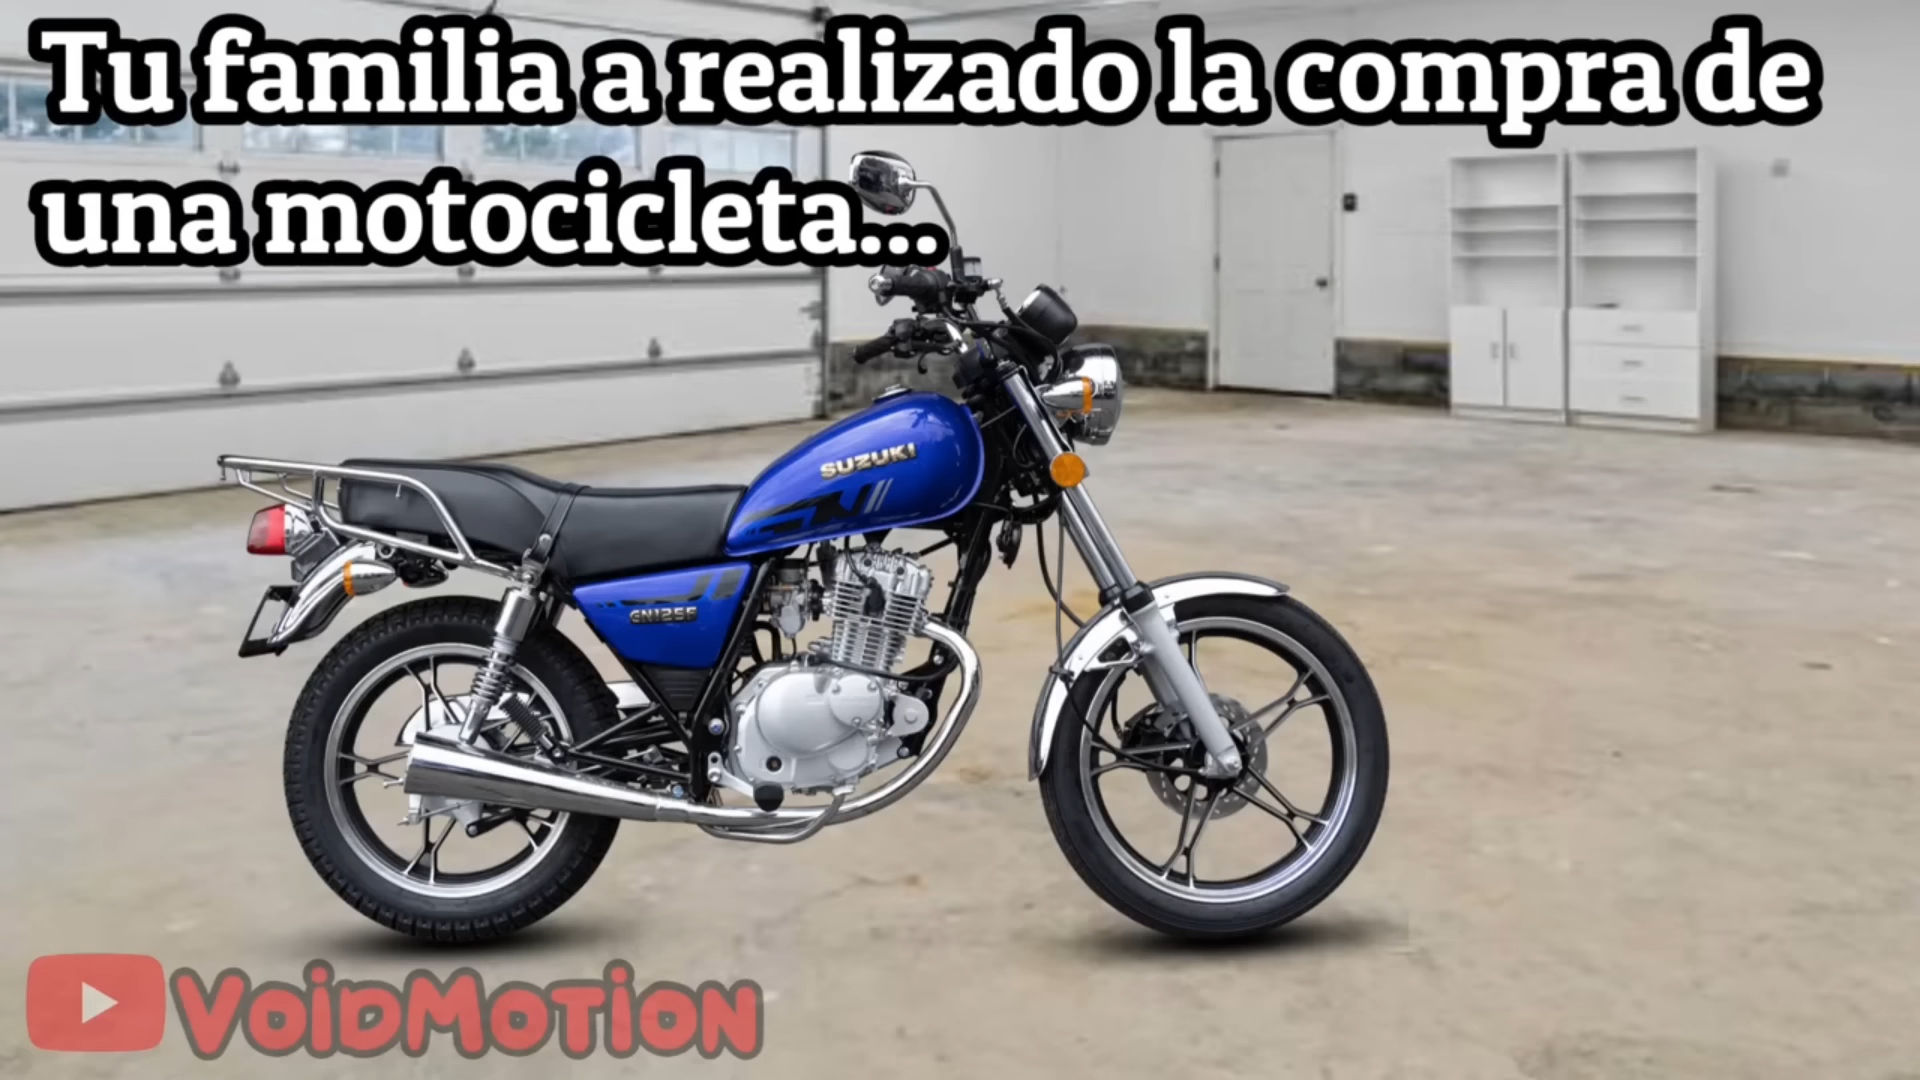 Tu familia a realizado la compra de
una motocicleta...
SUZUKI
GN125F
VoidMotion